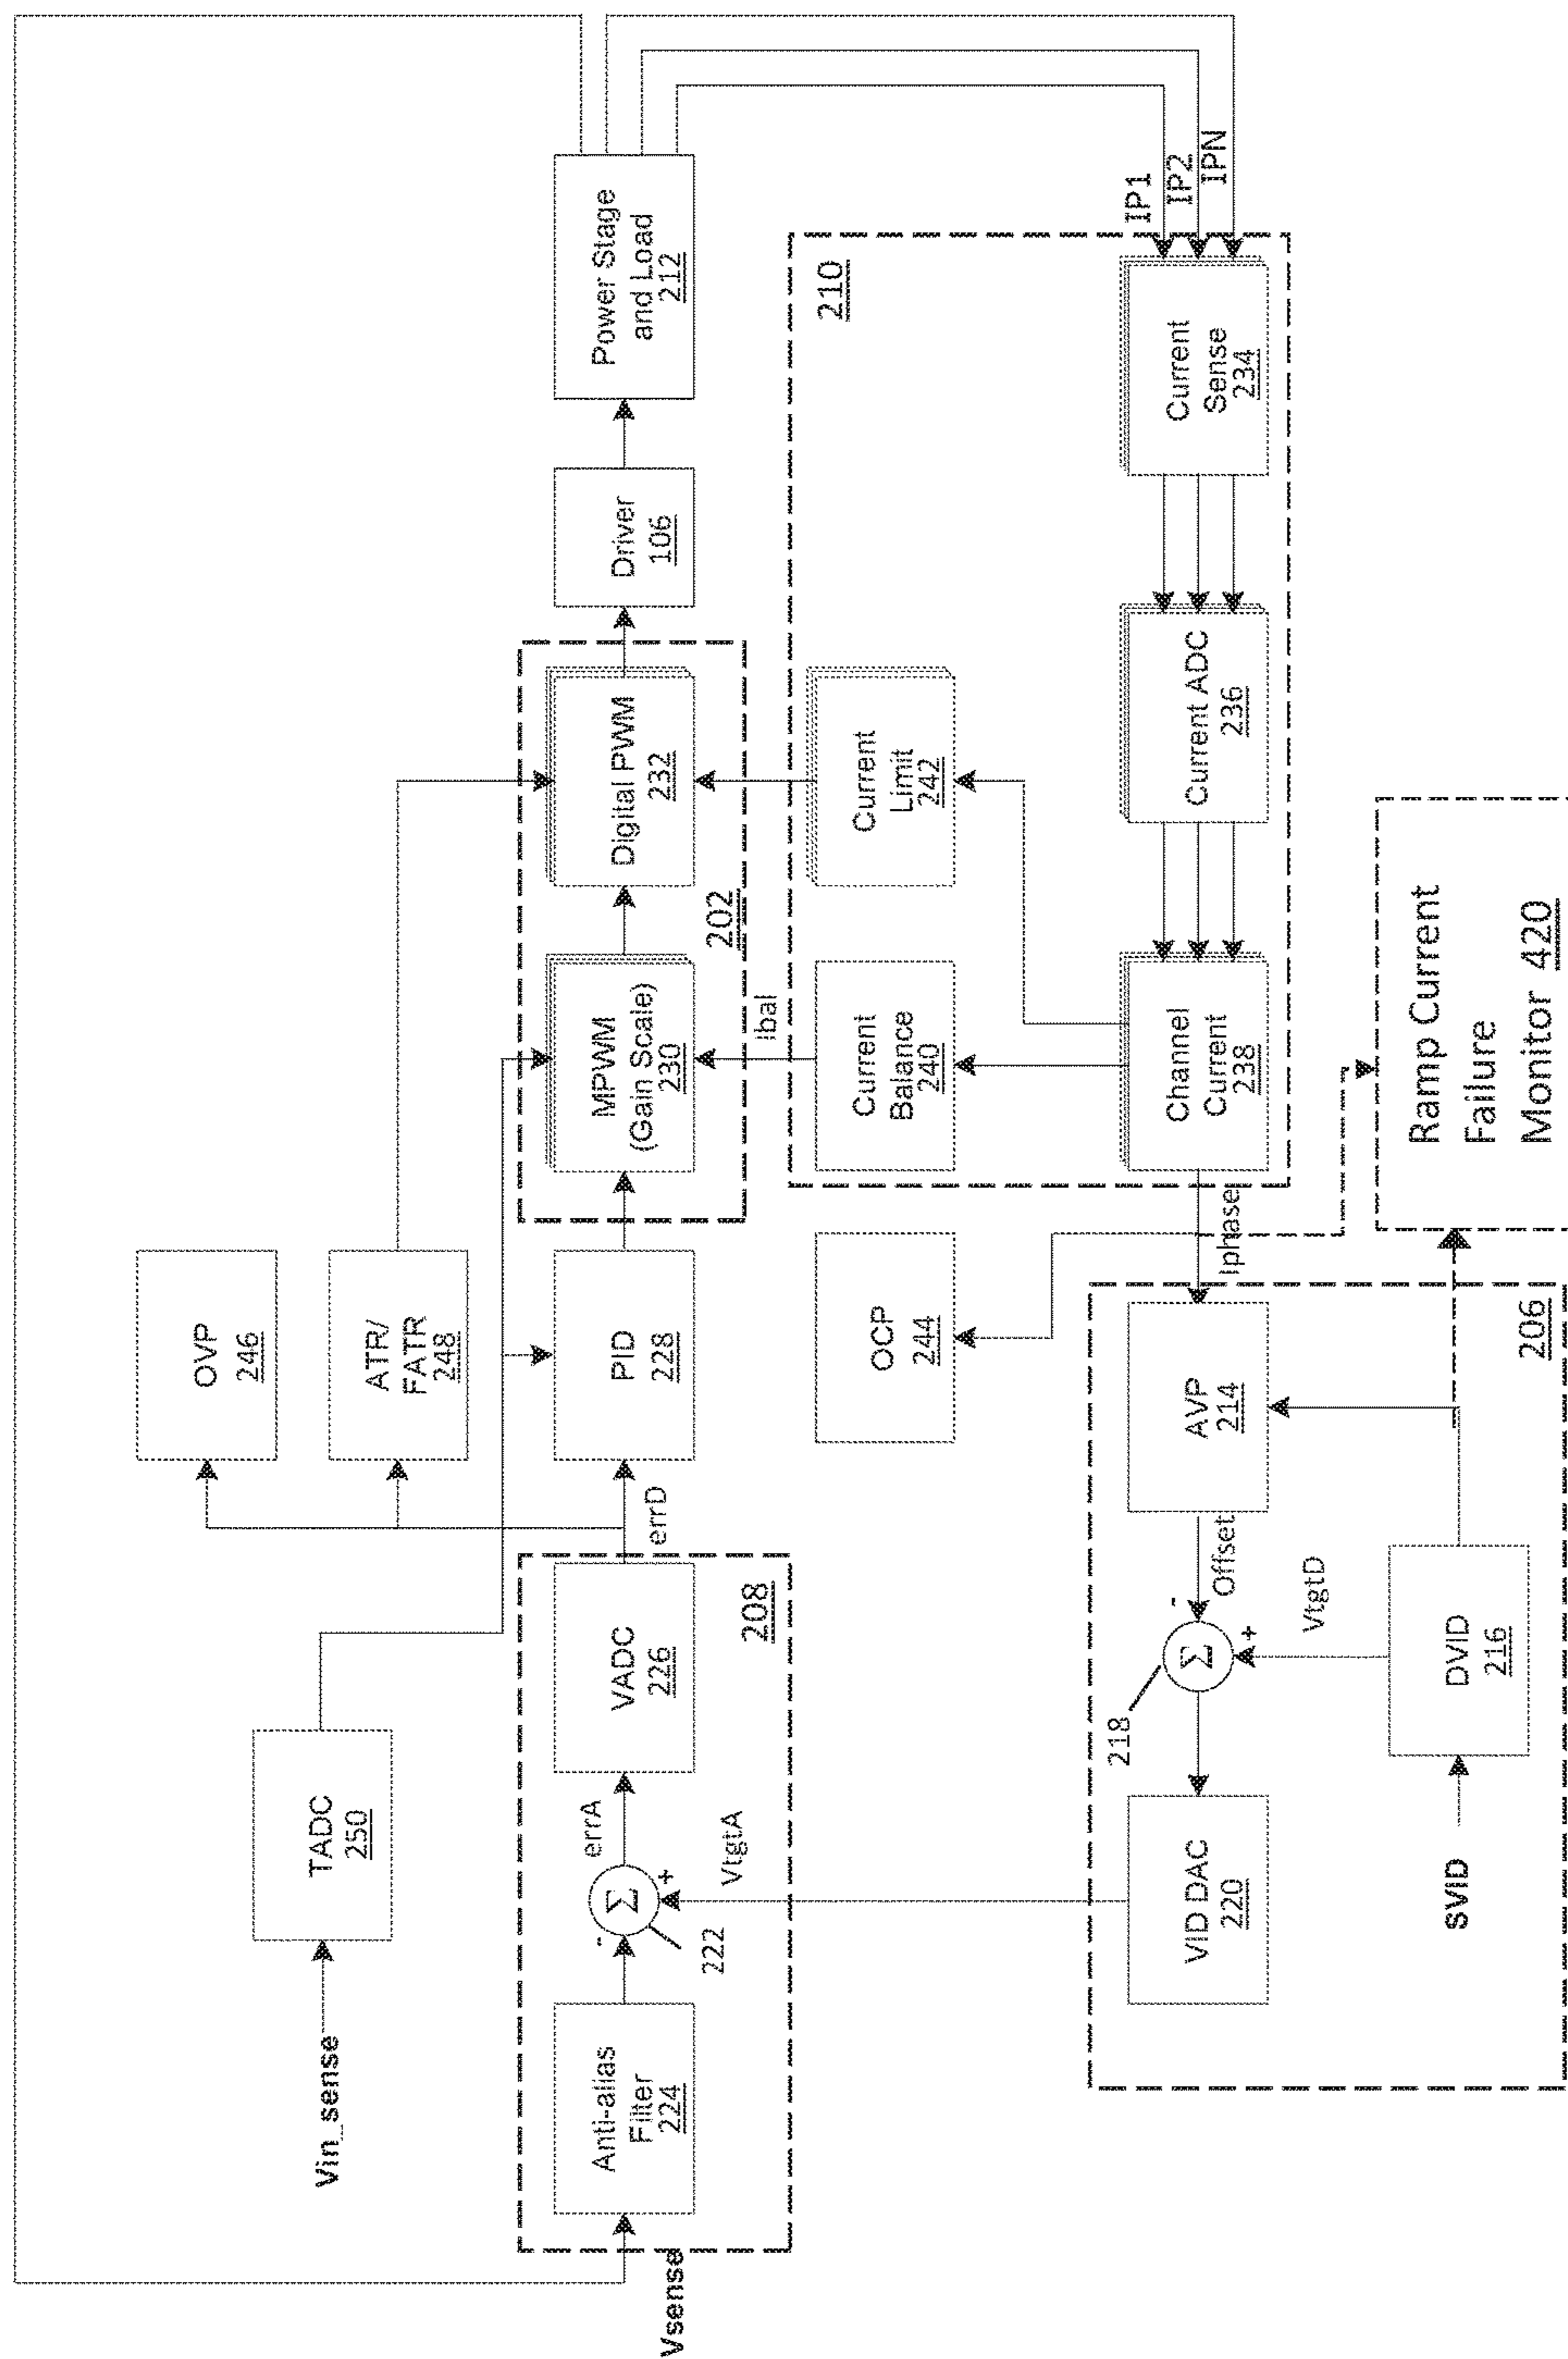 Vin_sense
TADC
250
OVP
246
ATR/
FATR
248
Vsense
Anti-alias
Filter
224
-
Σ
+
222
errA
VtgtA
VADC
226
208
errD
PID
228
MPWM
(Gain Scale)
230
202
Digital PWM
232
Driver
106
Power Stage
and Load
212
Ibal
OCP
244
Current
Balance
240
Current
Limit
242
210
VID DAC
220
218
Σ
-
+
Offset
VtgtD
AVP
214
Iphase
Channel
Current
238
Current ADC
236
Current
Sense
234
IP1
IP2
IPN
SVID
DVID
216
206
Ramp Current
Failure
Monitor 420